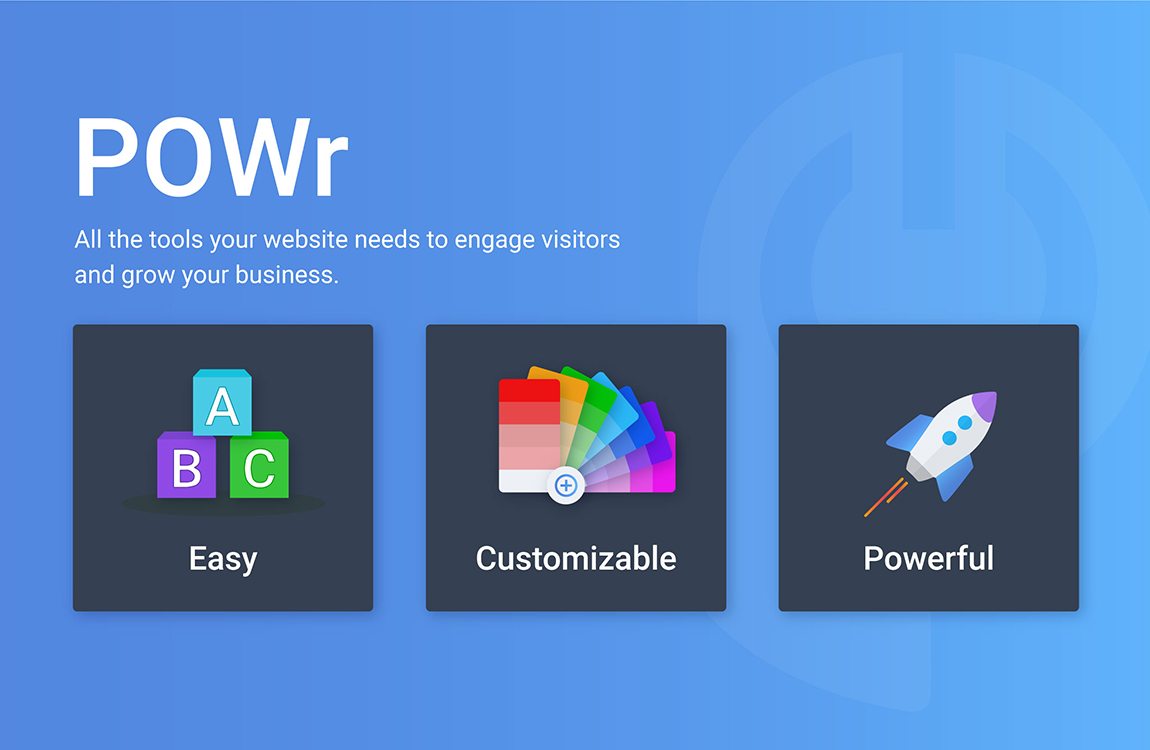 POWr
All the tools your website needs to engage visitors
and grow your business.
A
B C
Easy
Customizable
Powerful